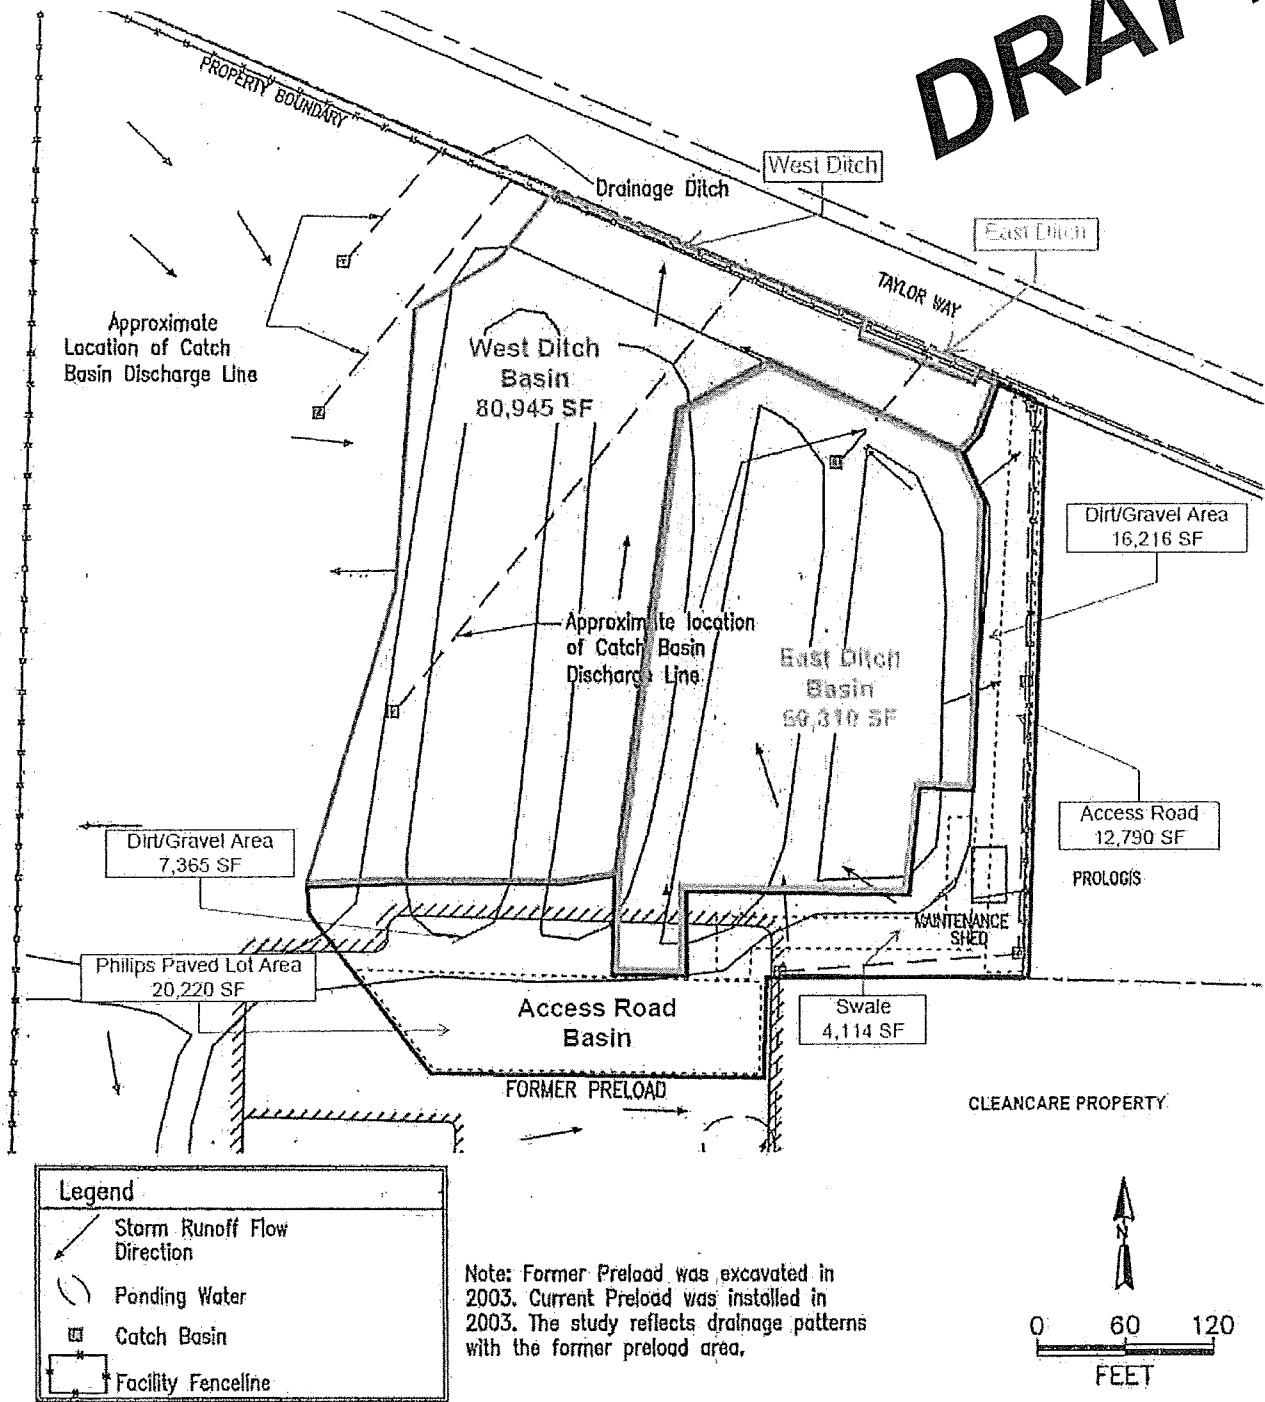 DRAFT
PROPERTY BOUNDARY
Drainage Ditch
West Ditch
East Ditch
TAYLOR WAY
Approximate
Location of Catch
Basin Discharge Line
West Ditch
Basin
80,945 SF
Dirt/Gravel Area
16,216 SF
Approximate location
of Catch Basin
Discharge Line
East Ditch
Basin
Access Road
12,790 SF
Dirt/Gravel Area
7,365 SF
PROLOGIS
MAINTENANCE
SHED
Philips Paved Lot Area
20,220 SF
Access Road
Basin
Swale
4,114 SF
FORMER PRELOAD
CLEANCARE PROPERTY
Legend
Storm Runoff Flow
Direction
Ponding Water
Catch Basin
Facility Fenceline
Note: Former Preload was excavated in
2003. Current Preload was installed in
2003. The study reflects drainage patterns
with the former preload area.
N
0 60 120
FEET